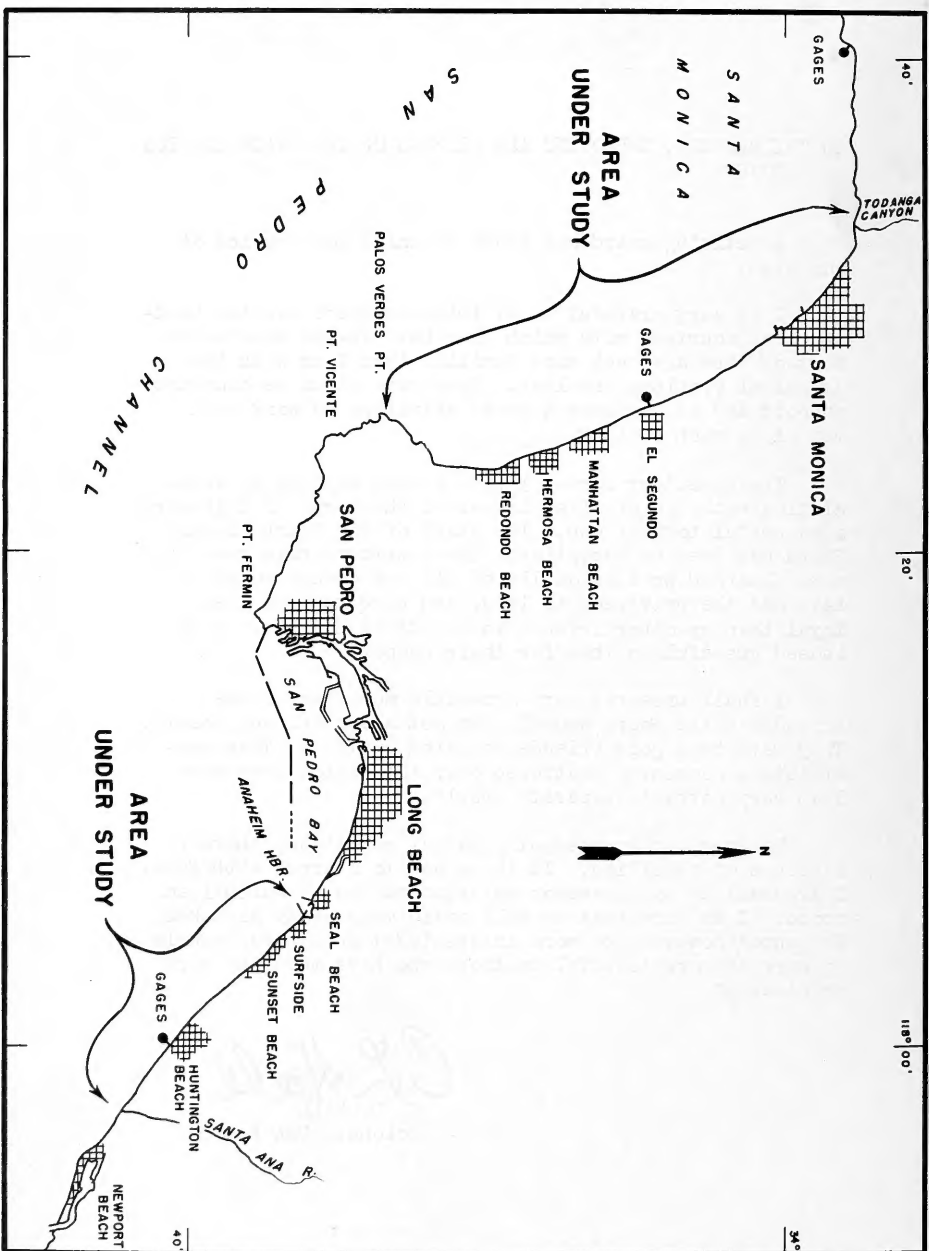 40'
20'
118° 00'
34°
40'
GAGES
SANTA
MONICA
TODANGA
CANYON
SANTA MONICA
AREA
UNDER STUDY
GAGES
EL SEGUNDO
MANHATTAN BEACH
HERMOSA BEACH
REDONDO BEACH
PALOS VERDES PT.
PT. VICENTE
SAN PEDRO CHANNEL
SAN PEDRO
PT. FERMIN
SAN PEDRO BAY
LONG BEACH
N
ANAHEIM HBR.
SEAL BEACH
SURFSIDE
SUNSET BEACH
AREA
UNDER STUDY
GAGES
HUNTINGTON
BEACH
SANTA ANA R.
NEWPORT
BEACH